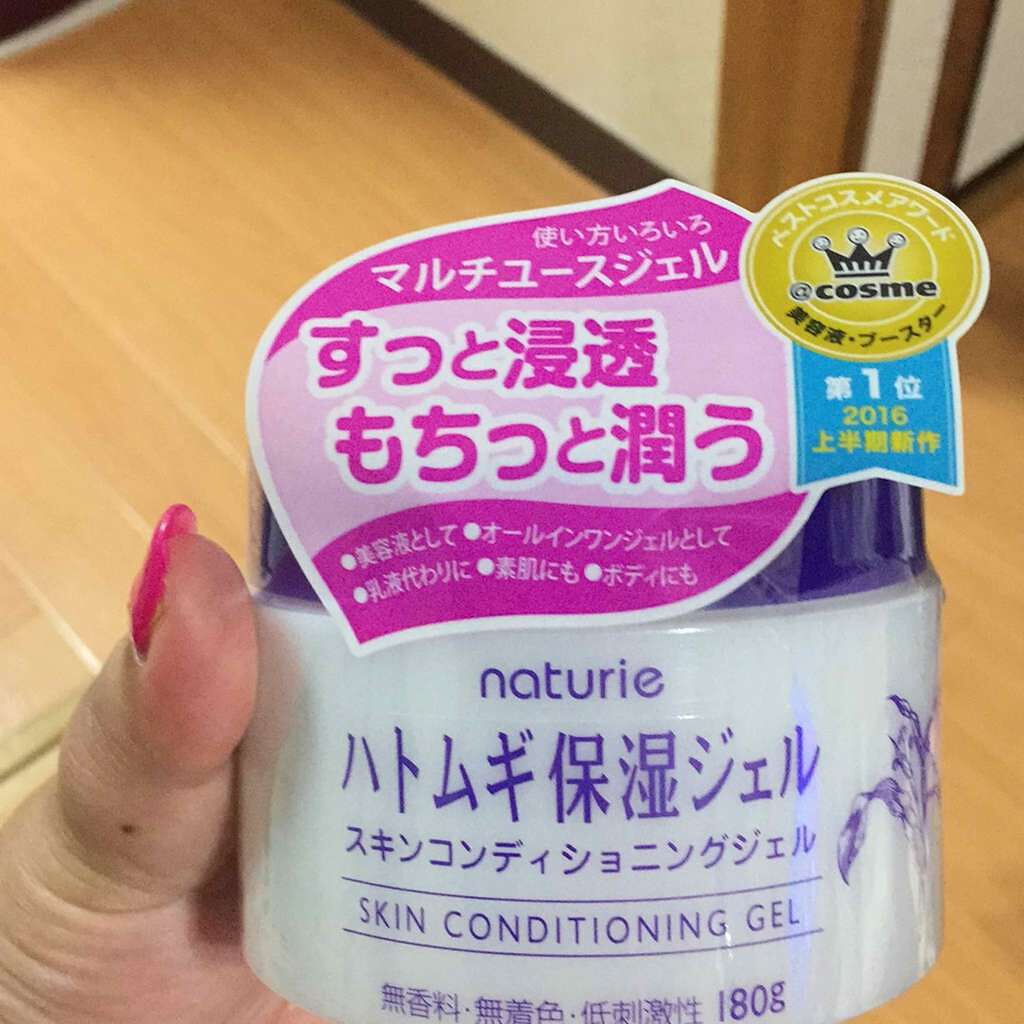 使い方いろいろ
マルチユースジェル
すっと浸透
もちっと潤う
●美容液として ●オールインワンジェルとして
●乳液代わりに ●素肌にも ●ボディにも
ベストコスメアワード
@cosme
美容液・ブースター
第1位
2016
上半期新作
naturie
ハトムギ保湿ジェル
スキンコンディショニングジェル
SKIN CONDITIONING GEL
無香料・無着色・低刺激性 180g